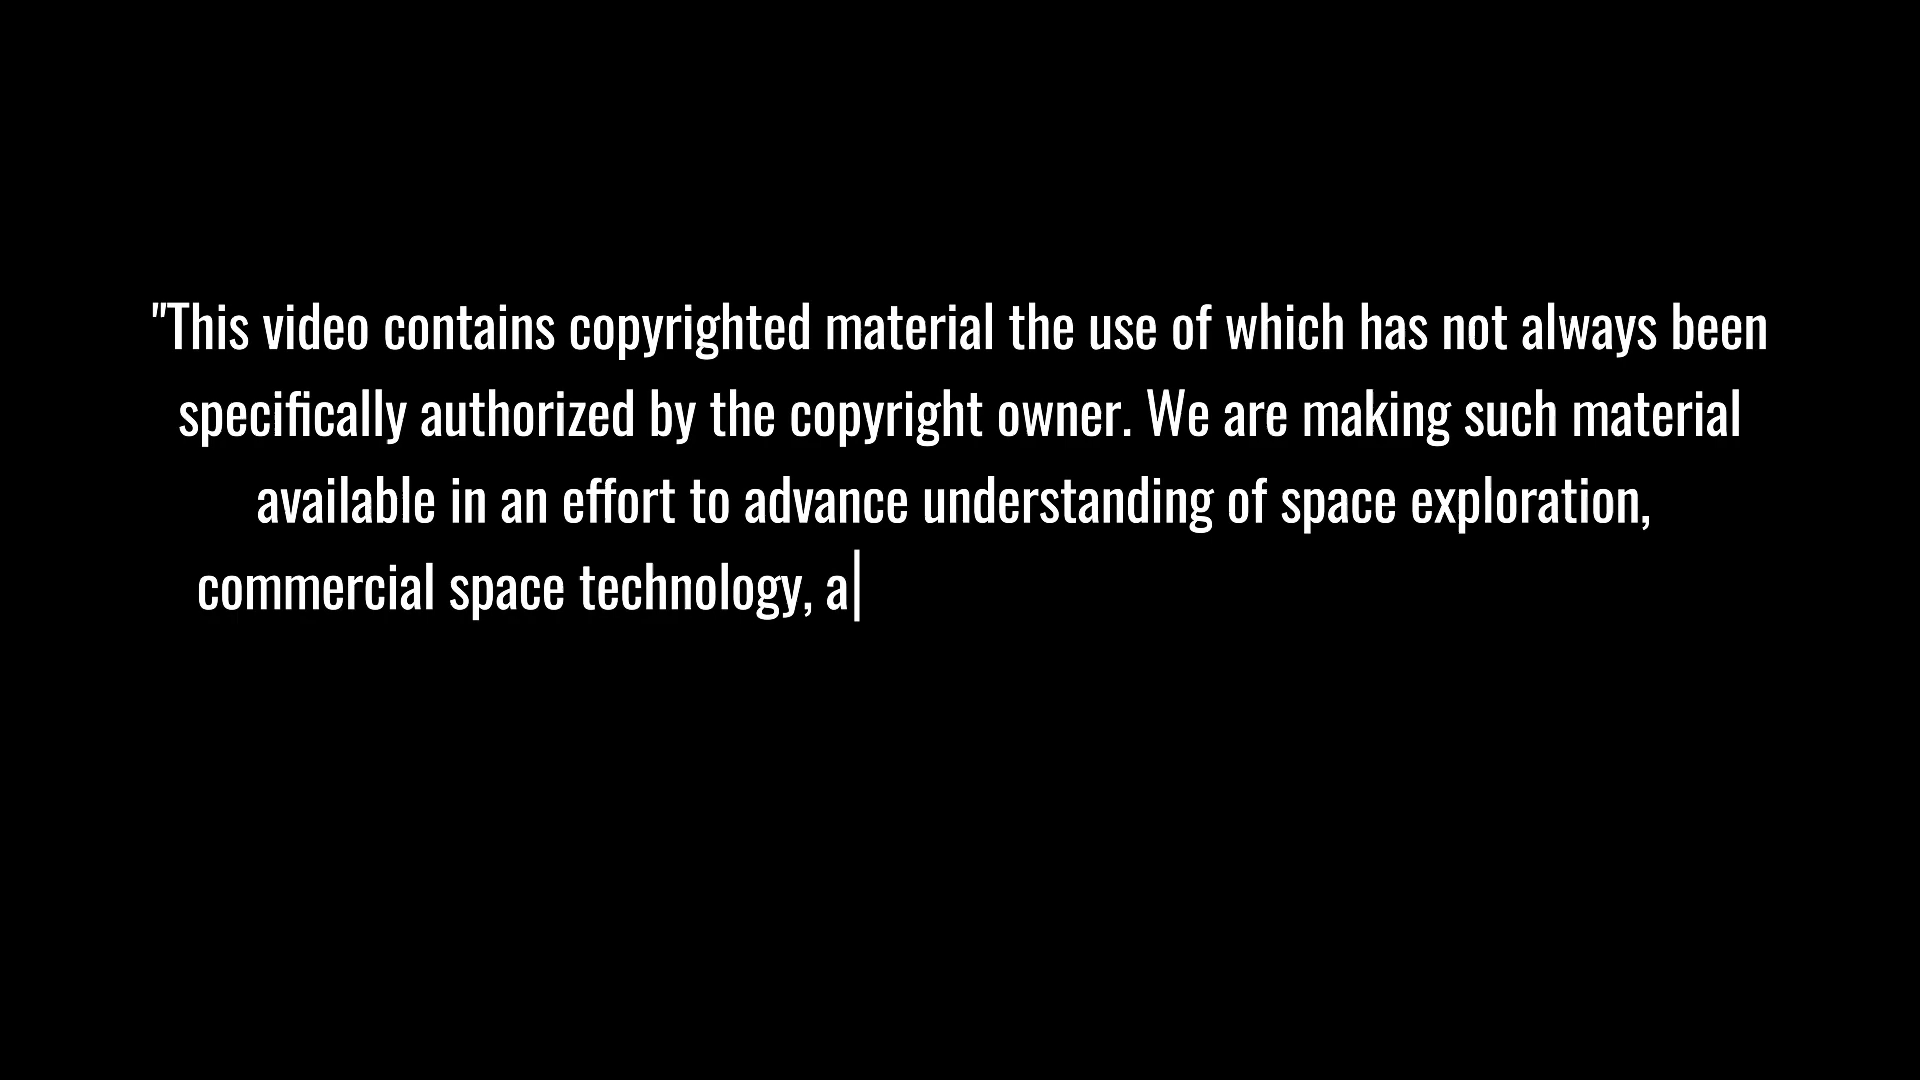 "This video contains copyrighted material the use of which has not always been
specifically authorized by the copyright owner. We are making such material
available in an effort to advance understanding of space exploration,
commercial space technology, a